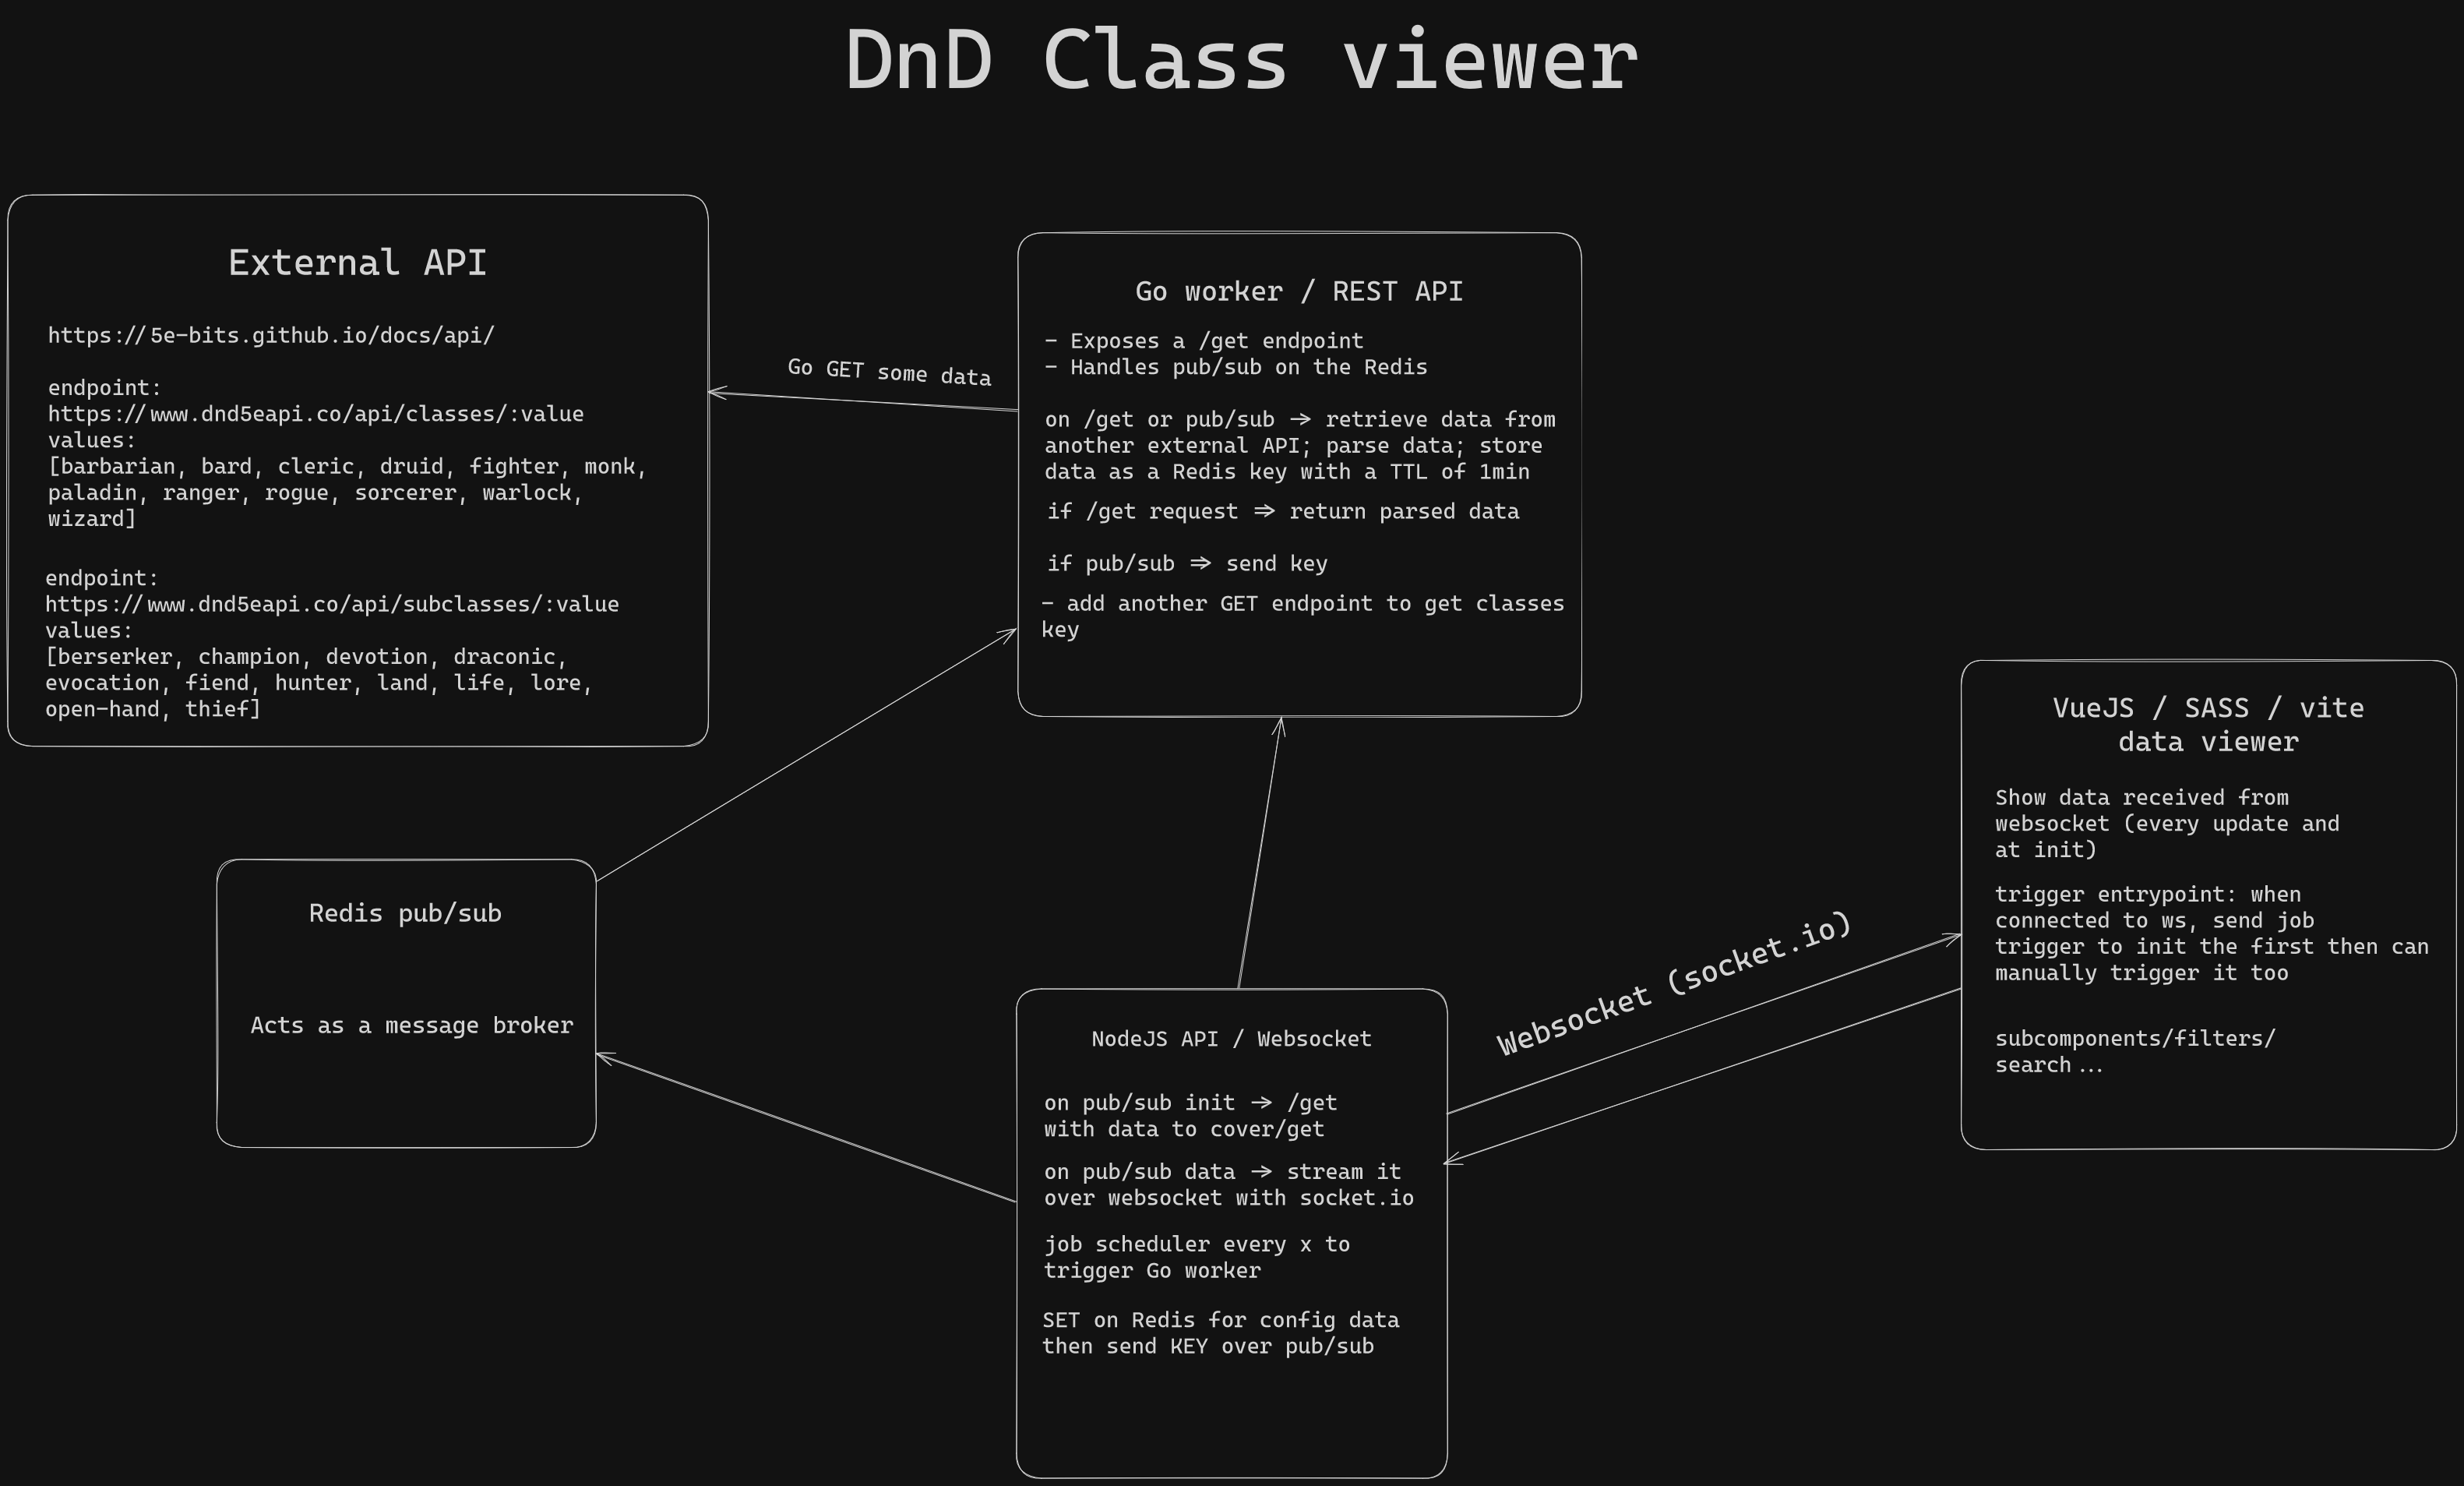 DnD Class viewer
External API
https://5e-bits.github.io/docs/api/
endpoint:
https://www.dnd5eapi.co/api/classes/:value
values:
[barbarian, bard, cleric, druid, fighter, monk,
paladin, ranger, rogue, sorcerer, warlock,
wizard]
endpoint:
https://www.dnd5eapi.co/api/subclasses/:value
values:
[berserker, champion, devotion, draconic,
evocation, fiend, hunter, land, life, lore,
open-hand, thief]
Go GET some data
Go worker / REST API
- Exposes a /get endpoint
- Handles pub/sub on the Redis
on /get or pub/sub -> retrieve data from
another external API; parse data; store
data as a Redis key with a TTL of 1min
if /get request => return parsed data
if pub/sub => send key
- add another GET endpoint to get classes
key
Redis pub/sub
Acts as a message broker
NodeJS API / Websocket
on pub/sub init -> /get
with data to cover/get
on pub/sub data -> stream it
over websocket with socket.io
job scheduler every x to
trigger Go worker
SET on Redis for config data
then send KEY over pub/sub
Websocket (socket.io)
VueJS / SASS / vite
data viewer
Show data received from
websocket (every update and
at init)
trigger entrypoint: when
connected to ws, send job
trigger to init the first then can
manually trigger it too
subcomponents/filters/
search...